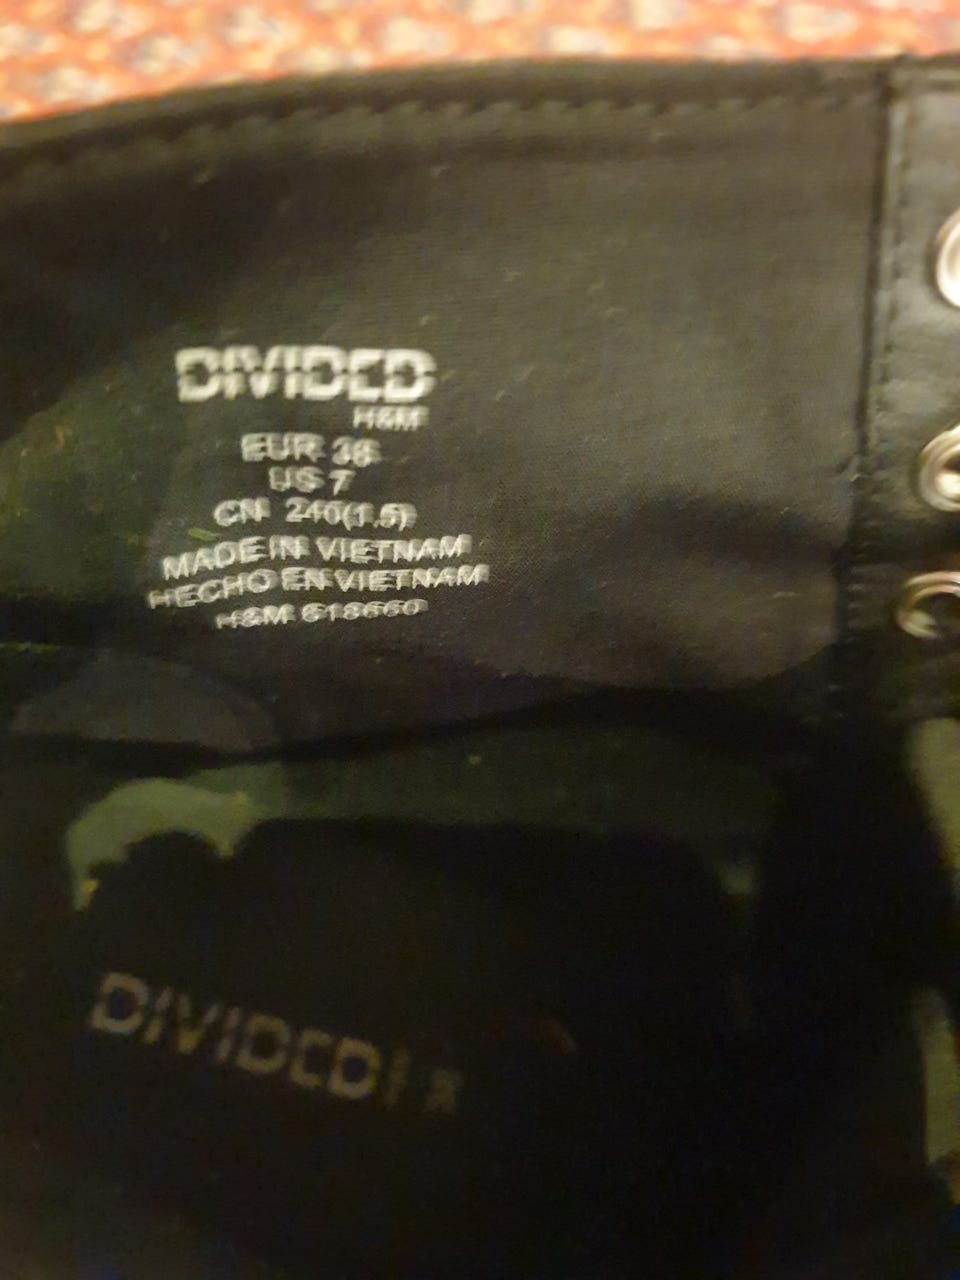 DIVIDED
H&M
EUR 38
US 7
CN 240(1.5)
MADE IN VIETNAM
HECHO EN VIETNAM
H&M 618660
DIVIDED